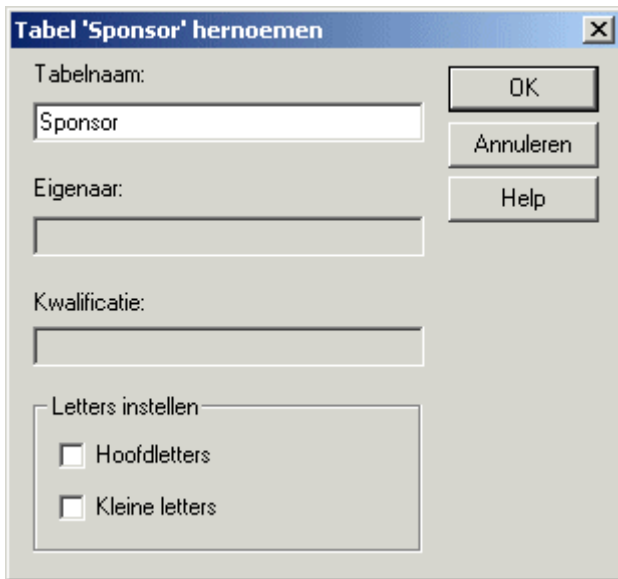 Tabel 'Sponsor' hernoemen
Tabelnaam:
Sponsor
OK
Annuleren
Eigenaar:
Help
Kwalificatie:
Letters instellen
Hoofdletters
Kleine letters